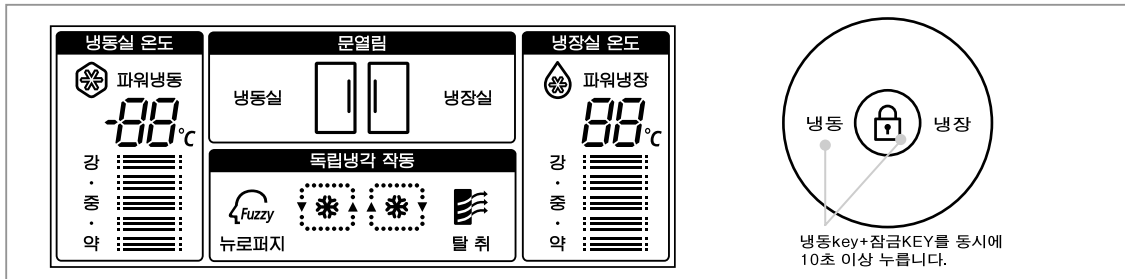 냉동실 온도
파워냉동
-88℃
강
·
중
·
약
문열림
냉동실
냉장실
독립냉각 작동
Fuzzy
뉴로퍼지
탈 취
냉장실 온도
파워냉장
88℃
강
·
중
·
약
냉동
냉장
냉동key+잠금KEY를 동시에
10초 이상 누릅니다.